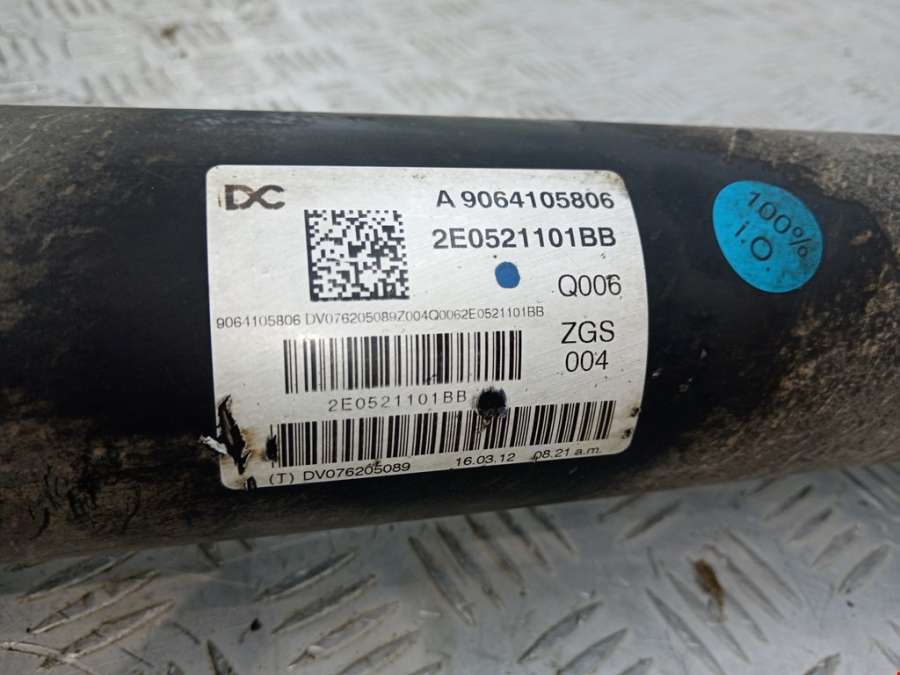 DC
A 9064105806
2E0521101BB
Q006
9064105806 DV076205089Z004Q0062E0521101BB
ZGS
004
2E0521101BB
(T) DV076205089 16.03.12 08.21 a.m.
100%
i.O.